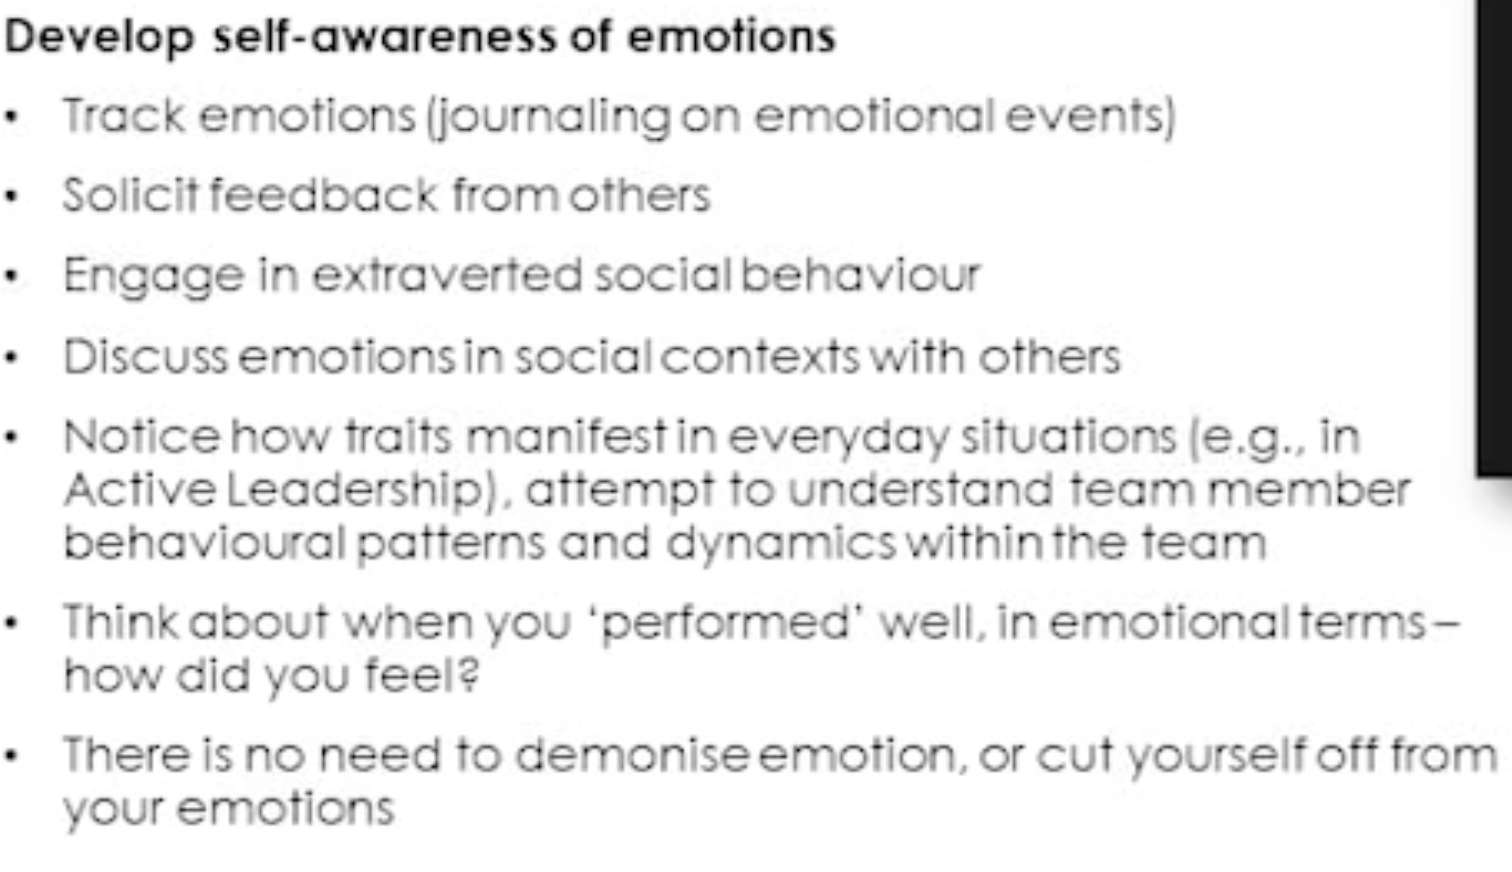 Develop self-awareness of emotions
• Track emotions (journaling on emotional events)
• Solicit feedback from others
• Engage in extraverted social behaviour
• Discuss emotions in social contexts with others
• Notice how traits manifest in everyday situations (e.g., in
Active Leadership), attempt to understand team member
behavioural patterns and dynamics within the team
• Think about when you ‘performed’ well, in emotional terms –
how did you feel?
• There is no need to demonise emotion, or cut yourself off from
your emotions